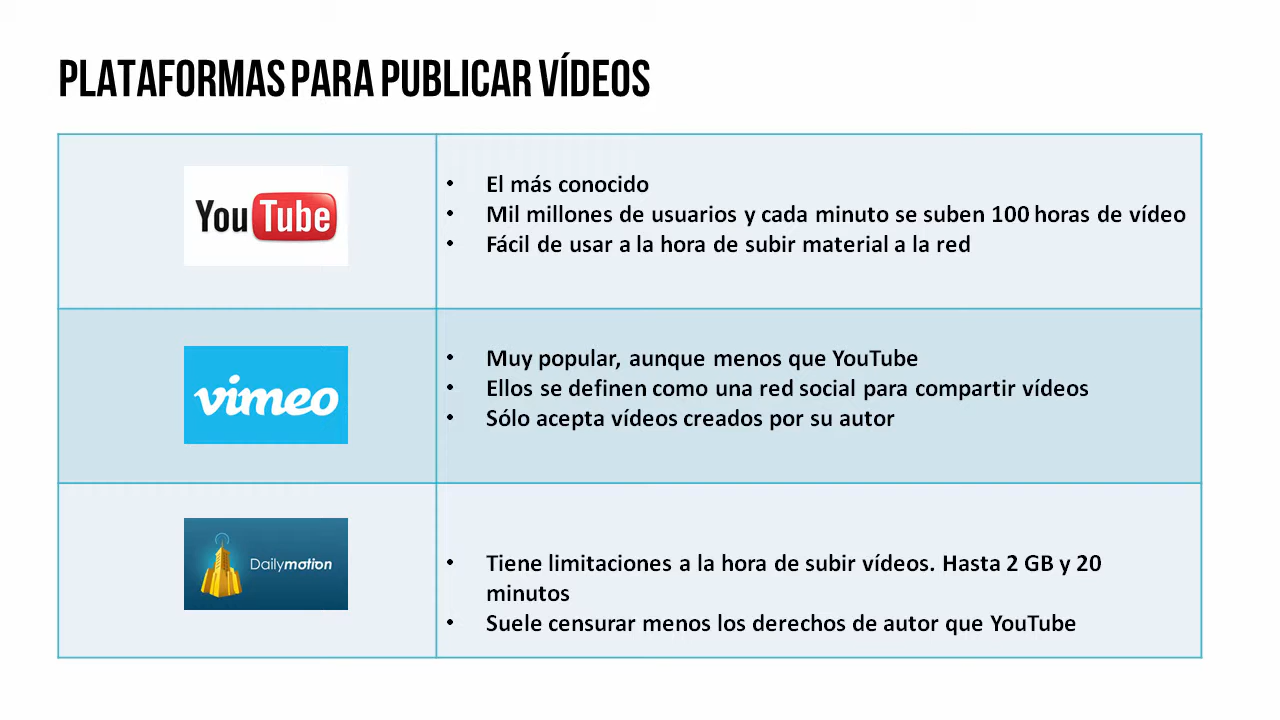 PLATAFORMAS PARA PUBLICAR VÍDEOS
YouTube
• El más conocido
• Mil millones de usuarios y cada minuto se suben 100 horas de vídeo
• Fácil de usar a la hora de subir material a la red
vimeo
• Muy popular, aunque menos que YouTube
• Ellos se definen como una red social para compartir vídeos
• Sólo acepta vídeos creados por su autor
Dailymotion
• Tiene limitaciones a la hora de subir vídeos. Hasta 2 GB y 20
minutos
• Suele censurar menos los derechos de autor que YouTube